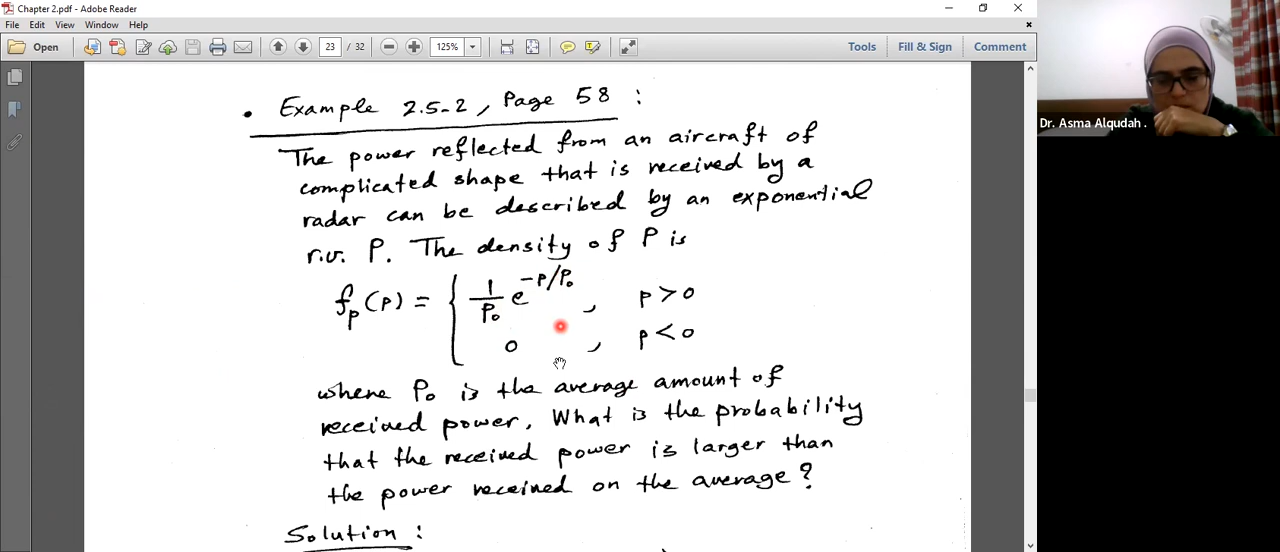 Chapter 2.pdf - Adobe Reader
File Edit View Window Help
Open 23 / 32 125% Tools Fill & Sign Comment
Dr. Asma Alqudah .
• Example 2.5-2, Page 58 :
The power reflected from an aircraft of
complicated shape that is received by a
radar can be described by an exponential
r.v. P. The density of P is
fₚ(p) = { 1/P₀ e^(-p/P₀) , p > 0
0 , p < 0
where P₀ is the average amount of
received power. What is the probability
that the received power is larger than
the power received on the average?
Solution :